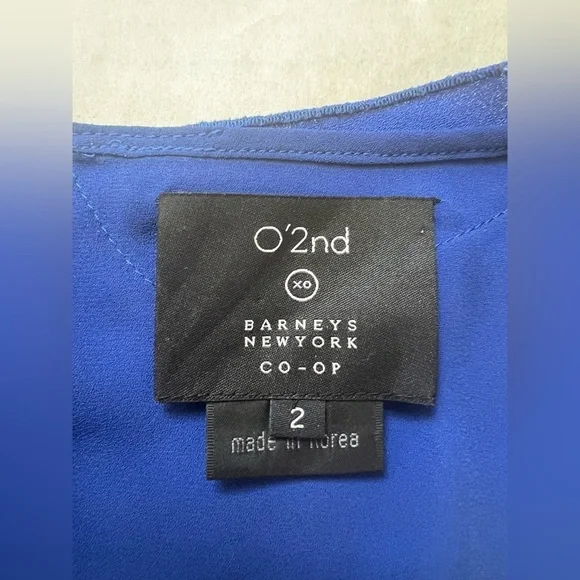 O'2nd
XO
BARNEYS
NEWYORK
CO-OP
2
made in Korea